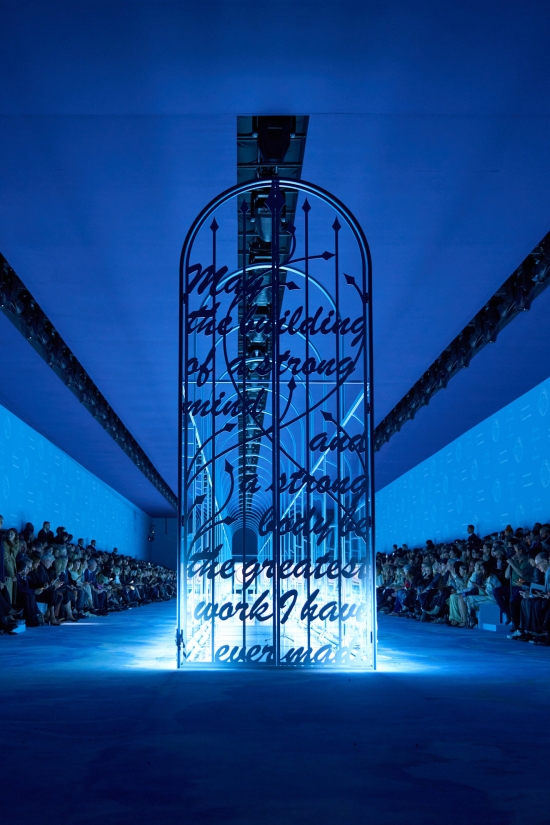 May
the building
of a strong
mind
and
a strong
body be
the greatest
work I have
ever made